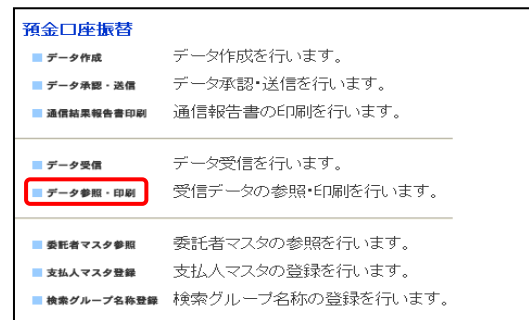 預金口座振替
データ作成 データ作成を行います。
データ承認・送信 データ承認・送信を行います。
通信結果報告書印刷 通信報告書の印刷を行います。
データ受信 データ受信を行います。
データ参照・印刷 受信データの参照・印刷を行います。
委託者マスタ参照 委託者マスタの参照を行います。
支払人マスタ登録 支払人マスタの登録を行います。
検索グループ名称登録 検索グループ名称の登録を行います。